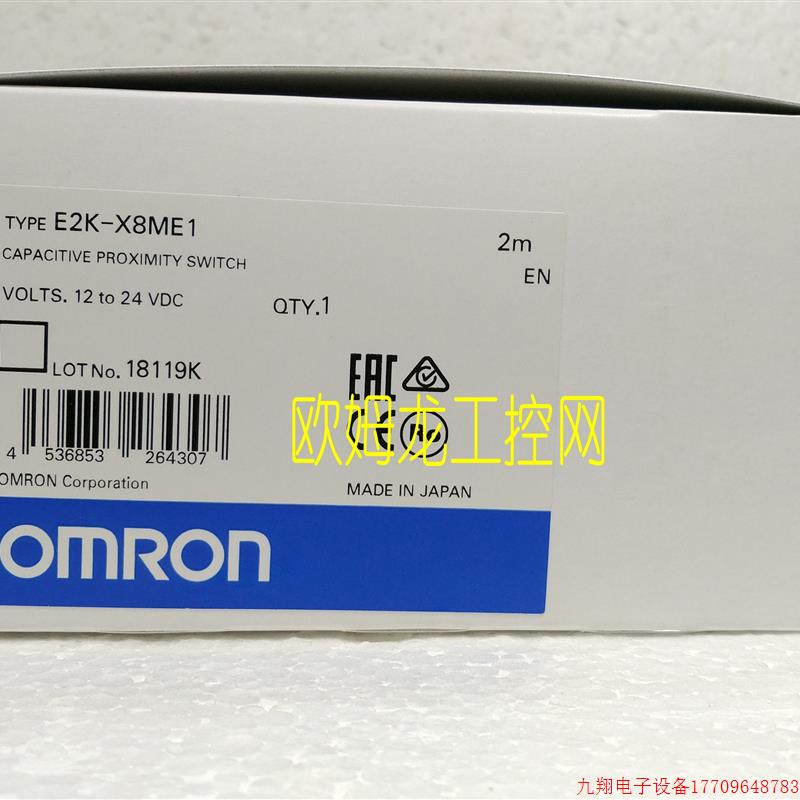 TYPE E2K-X8ME1
2m
CAPACITIVE PROXIMITY SWITCH
EN
VOLTS. 12 to 24 VDC
QTY.1
LOT No. 18119K
EAC
欧姆龙工控网
CE
4 536853 264307
OMRON Corporation
MADE IN JAPAN
OMRON
九翔电子设备17709648783